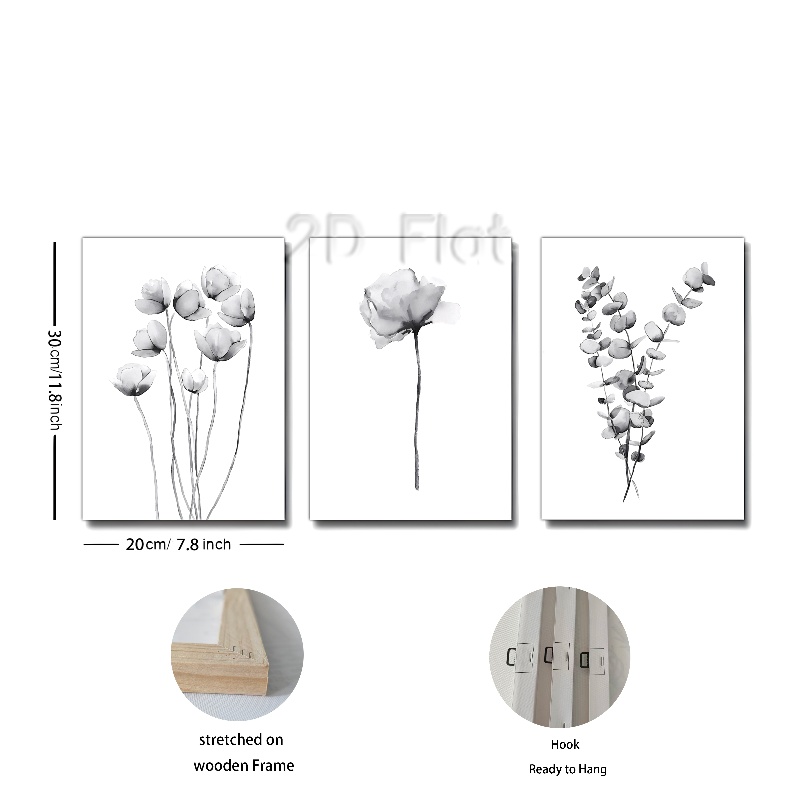 2D Flat
30cm/11.8inch
20cm/ 7.8 inch
stretched on
wooden Frame
Hook
Ready to Hang